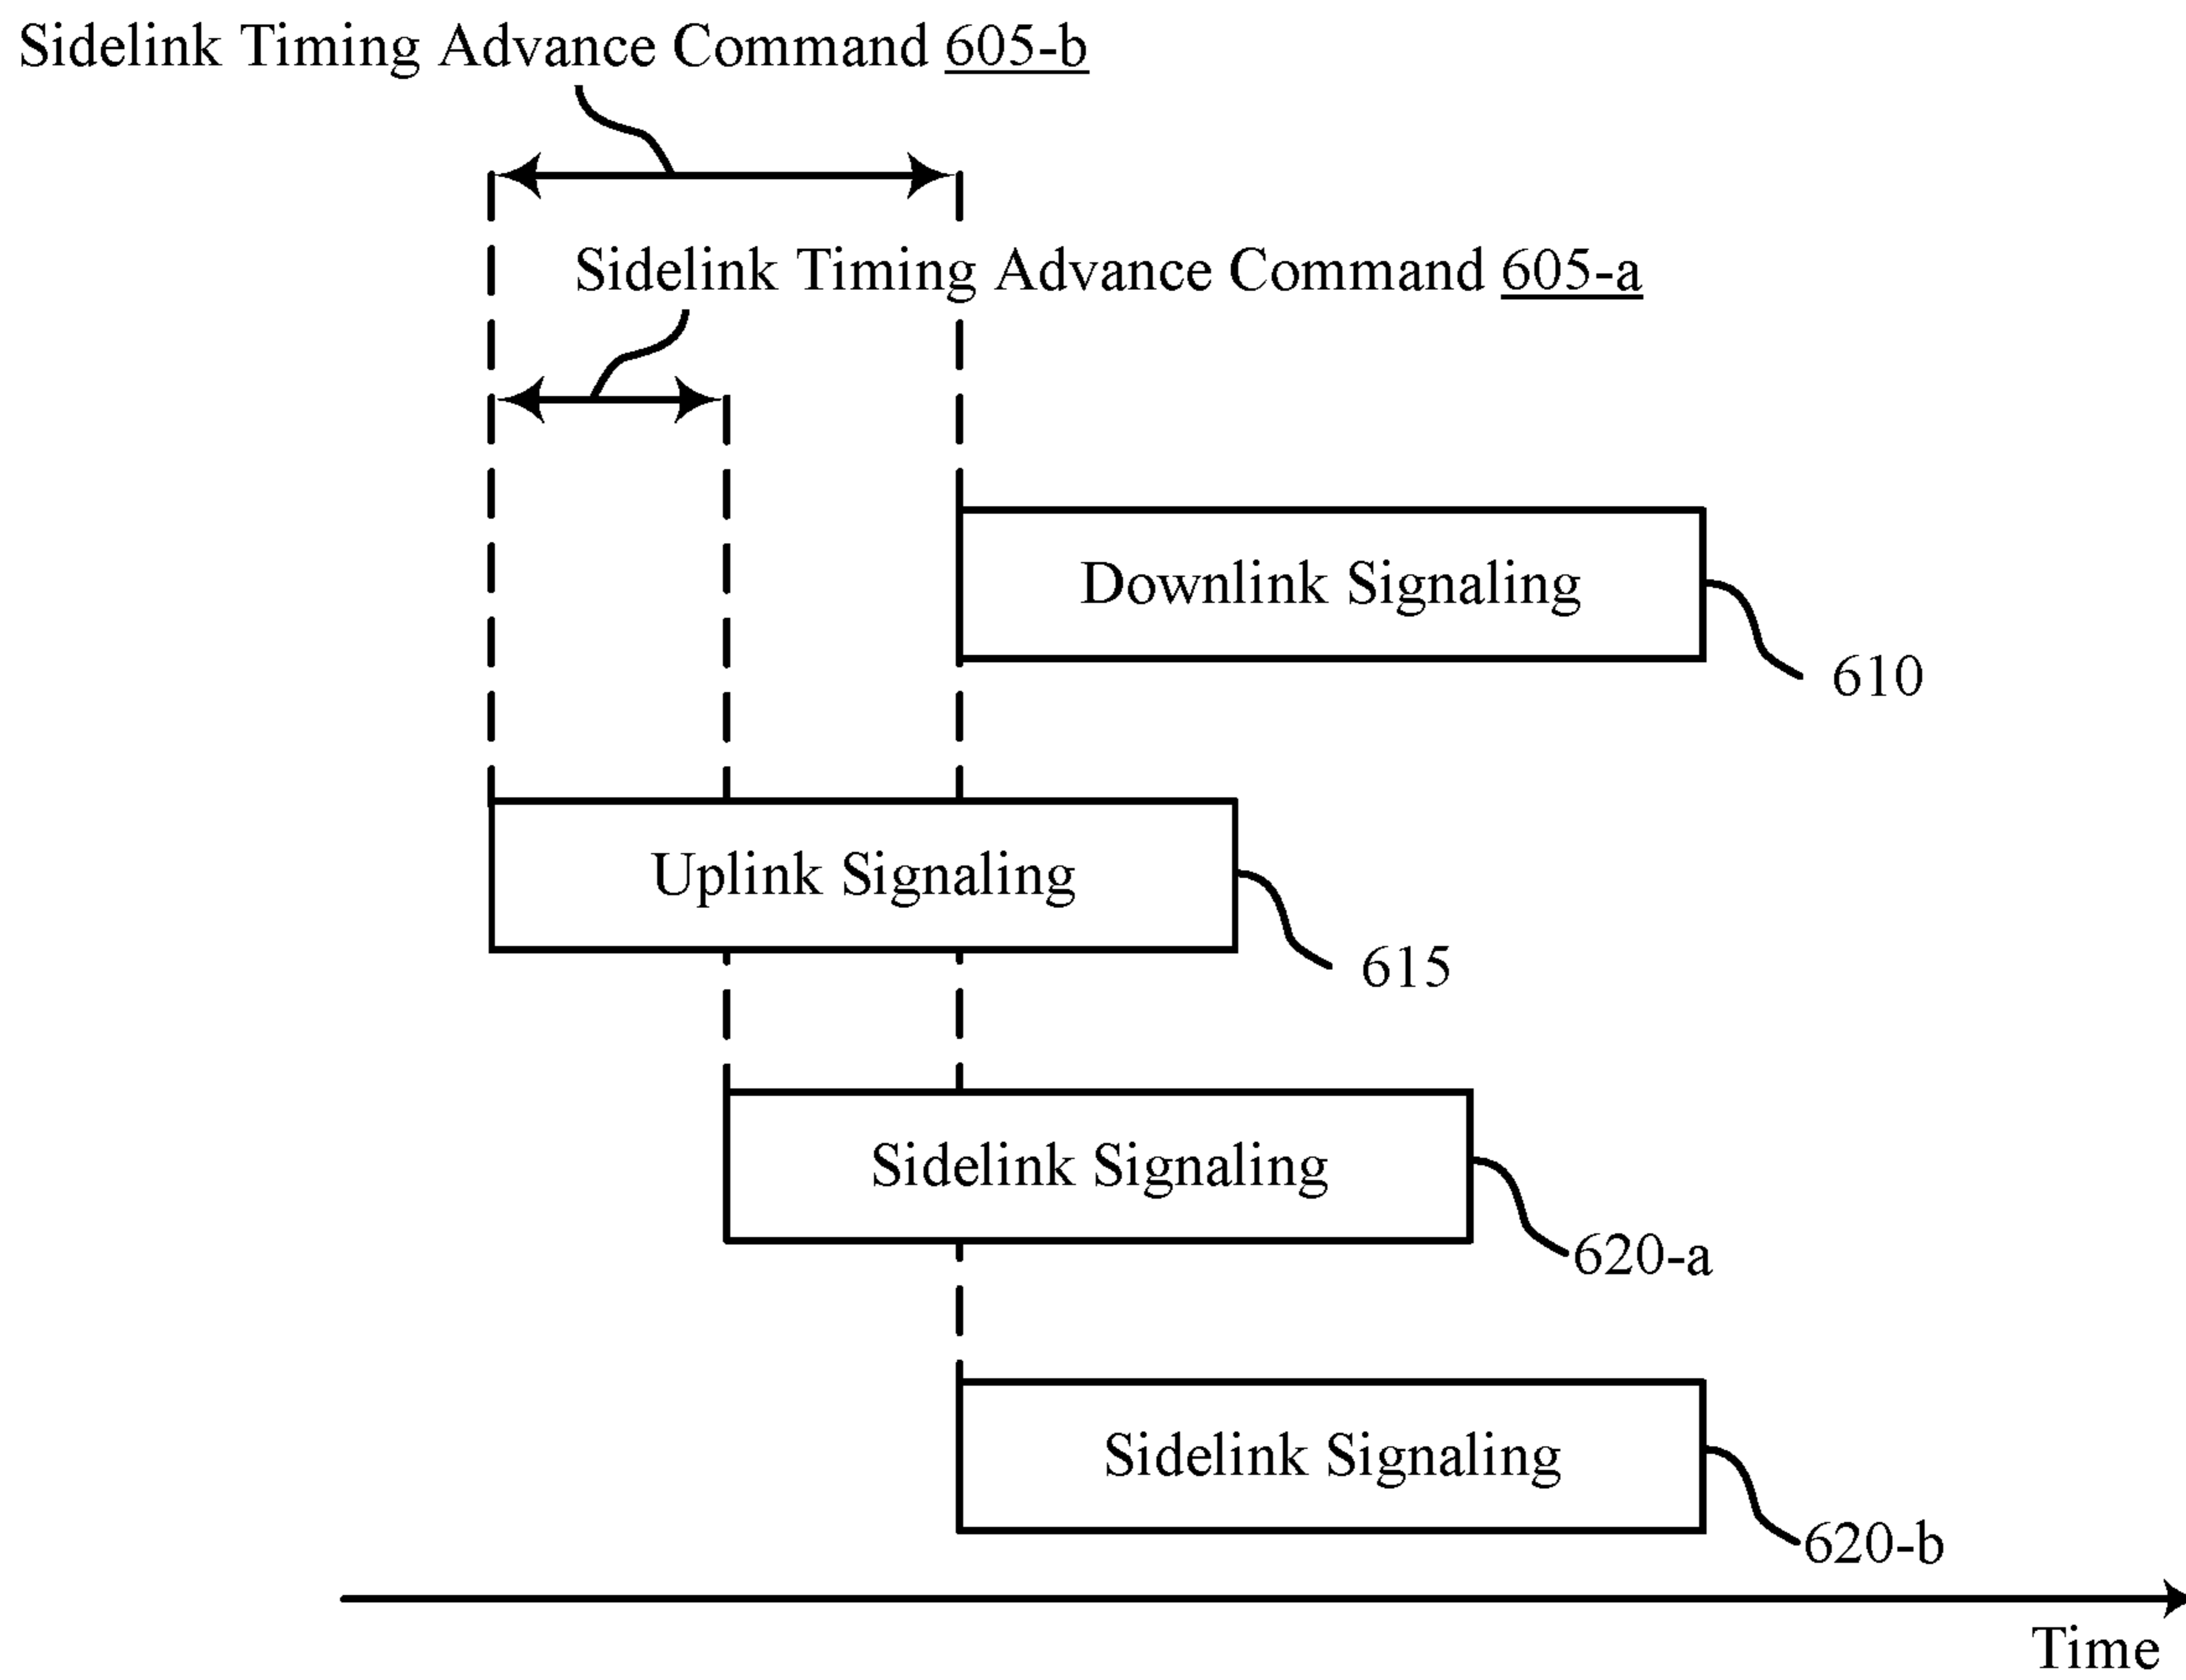 Sidelink Timing Advance Command 605-b
Sidelink Timing Advance Command 605-a
Downlink Signaling
610
Uplink Signaling
615
Sidelink Signaling
620-a
Sidelink Signaling
620-b
Time